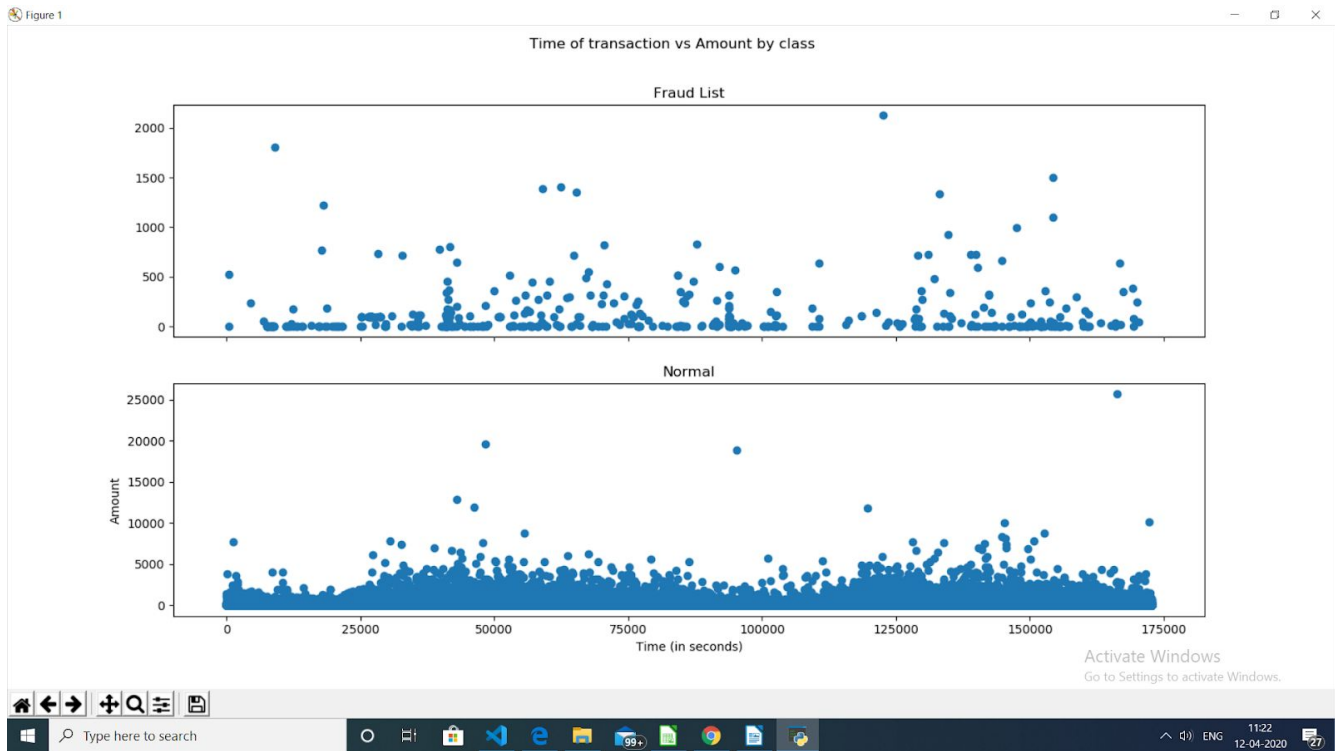 Figure 1
Time of transaction vs Amount by class
Fraud List
2000
1500
1000
500
0
Normal
25000
20000
15000
10000
5000
0
Amount
0 25000 50000 75000 100000 125000 150000 175000
Time (in seconds)
Activate Windows
Go to Settings to activate Windows.
Type here to search
99+
ENG
11:22
12-04-2020
27